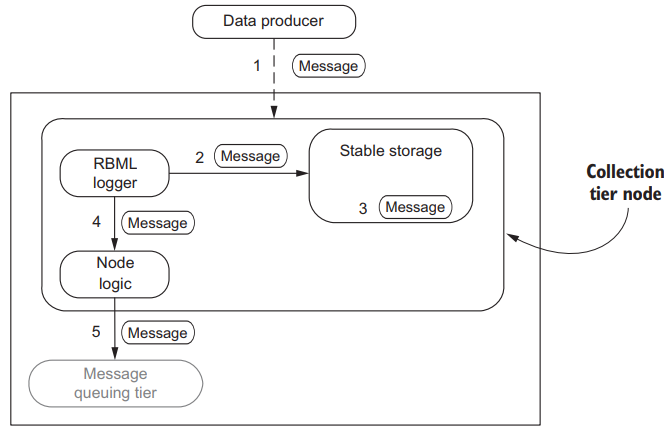 Data producer
1 Message
RBML
logger
2 Message
Stable storage
3 Message
Collection
tier node
4 Message
Node
logic
5 Message
Message
queuing tier